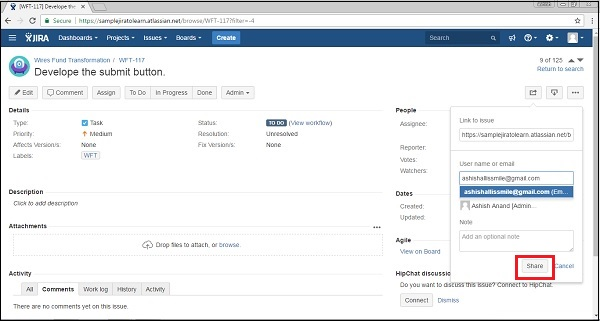 [WFT-117] Develope the
Secure https://samplejiratolearn.atlassian.net/browse/WFT-117?filter=-4
JIRA Dashboards Projects Issues Boards Create Search
Wires Fund Transformation / WFT-117
9 of 125
Develope the submit button.
Return to search
Edit Comment Assign To Do In Progress Done Admin
Details
Type: Task
Status: TO DO (View workflow)
Priority: Medium
Resolution: Unresolved
Affects Version/s: None
Fix Version/s: None
Labels: WFT
Description
Click to add description
Attachments
Drop files to attach, or browse.
Activity
All Comments Work log History Activity
There are no comments yet on this issue.
People
Assignee:
Reporter:
Votes:
Watchers:
Dates
Created:
Updated:
Agile
View on Board
HipChat discussio
Do you want to discuss this issue? Connect to HipChat.
Connect Dismiss
Link to issue
https://samplejiratolearn.atlassian.net/b
User name or email
ashishallissmile@gmail.com
ashishallissmile@gmail.com (Em...
Ashish Anand [Admin...
Note
Add an optional note
Share Cancel